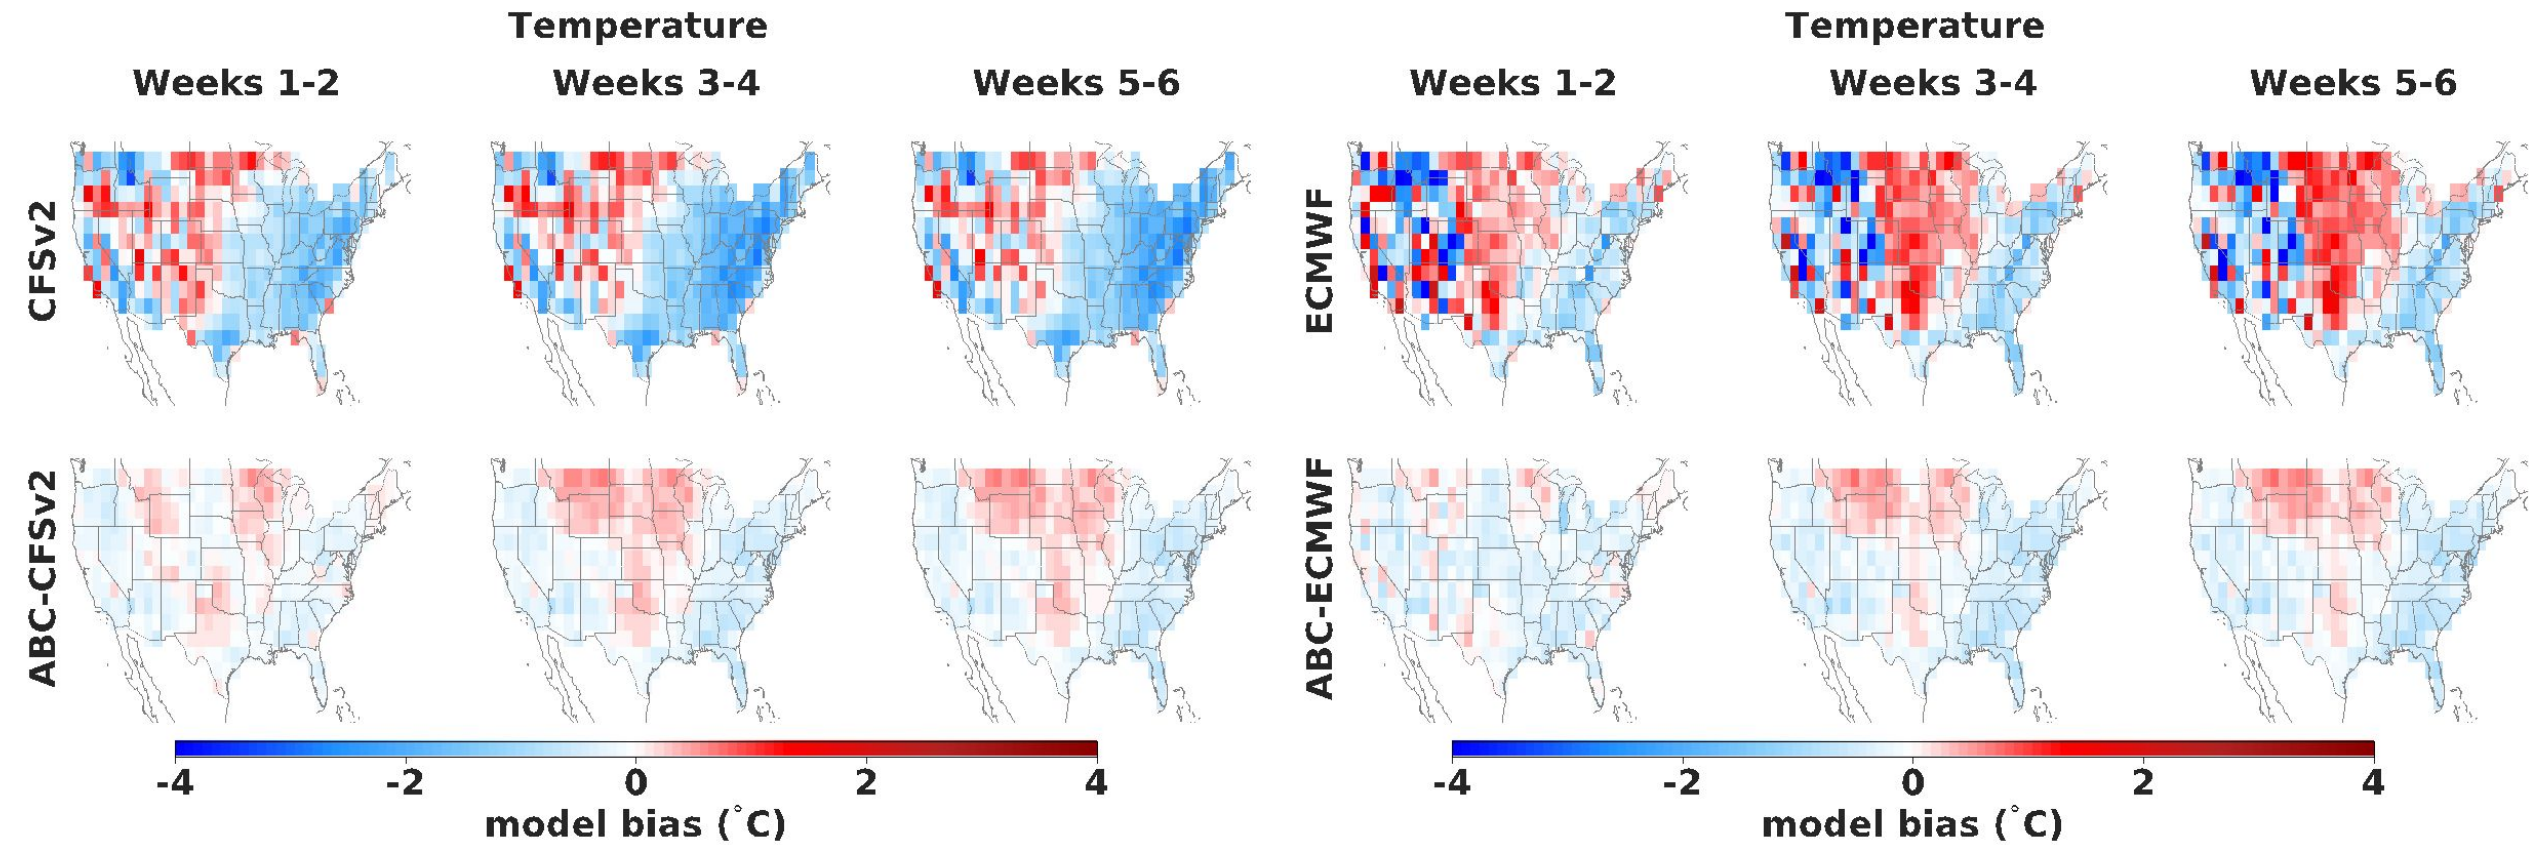 Temperature
Weeks 1-2 Weeks 3-4 Weeks 5-6
CFSv2
ABC-CFSv2
-4 -2 0 2 4
model bias (˚C)
Temperature
Weeks 1-2 Weeks 3-4 Weeks 5-6
ECMWF
ABC-ECMWF
-4 -2 0 2 4
model bias (˚C)